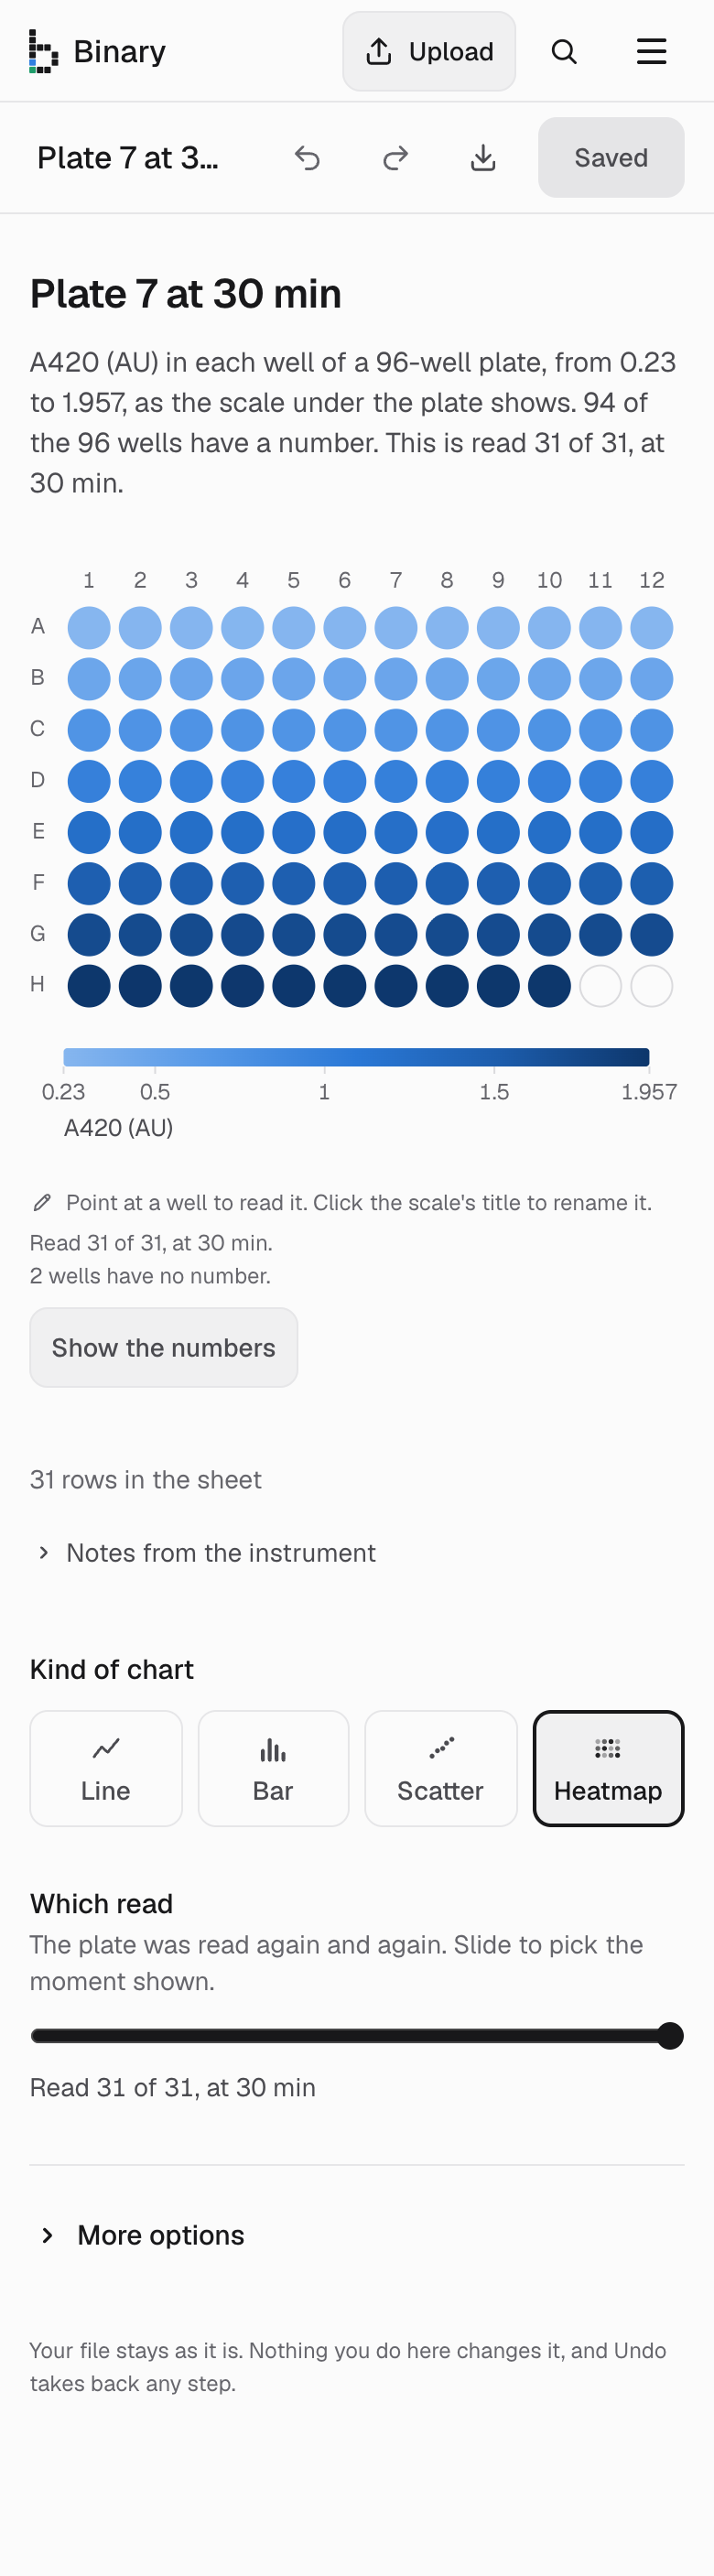 Binary
Upload
Plate 7 at 3...
Saved
Plate 7 at 30 min
A420 (AU) in each well of a 96-well plate, from 0.23
to 1.957, as the scale under the plate shows. 94 of
the 96 wells have a number. This is read 31 of 31, at
30 min.
1 2 3 4 5 6 7 8 9 10 11 12
A
B
C
D
E
F
G
H
0.23 0.5 1 1.5 1.957
A420 (AU)
Point at a well to read it. Click the scale's title to rename it.
Read 31 of 31, at 30 min.
2 wells have no number.
Show the numbers
31 rows in the sheet
Notes from the instrument
Kind of chart
Line Bar Scatter Heatmap
Which read
The plate was read again and again. Slide to pick the
moment shown.
Read 31 of 31, at 30 min
More options
Your file stays as it is. Nothing you do here changes it, and Undo
takes back any step.